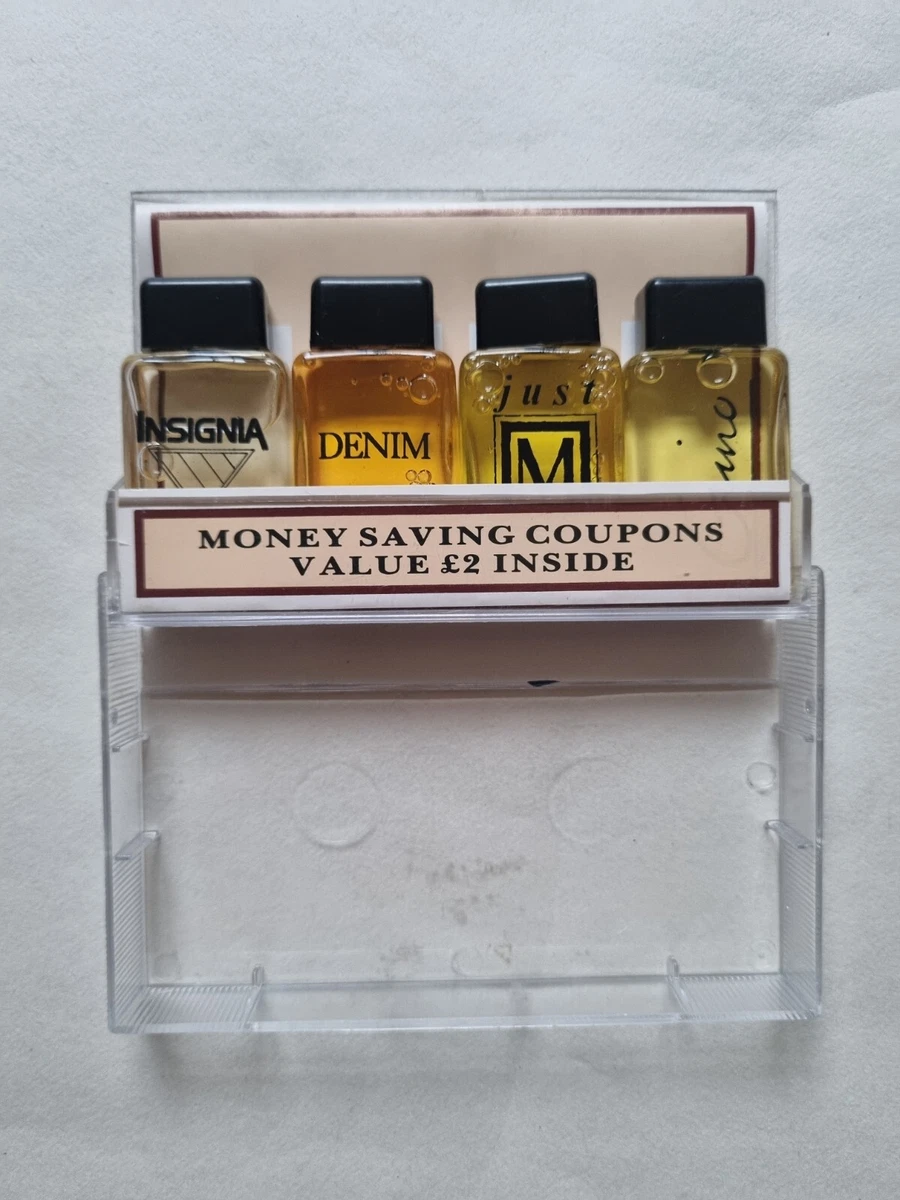 INSIGNIA
DENIM
just
M
MONEY SAVING COUPONS
VALUE £2 INSIDE